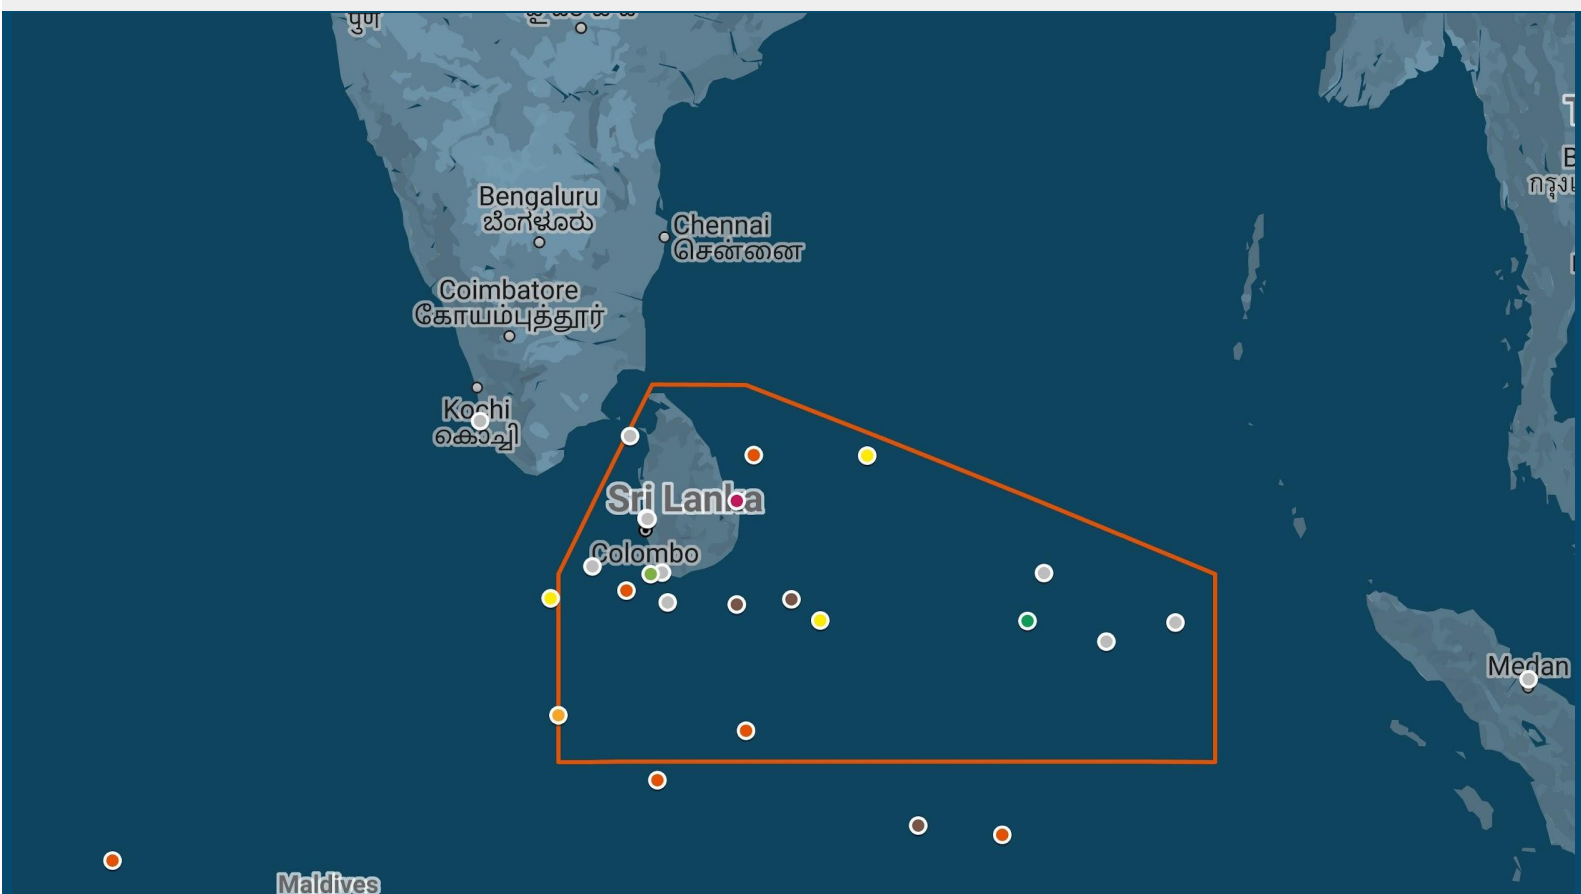 पुणे
Bengaluru
ಬೆಂಗಳೂರು
Chennai
சென்னை
Coimbatore
கோயம்புத்தூர்
Kochi
കൊച്ചി
Sri Lanka
Colombo
Medan
Maldives